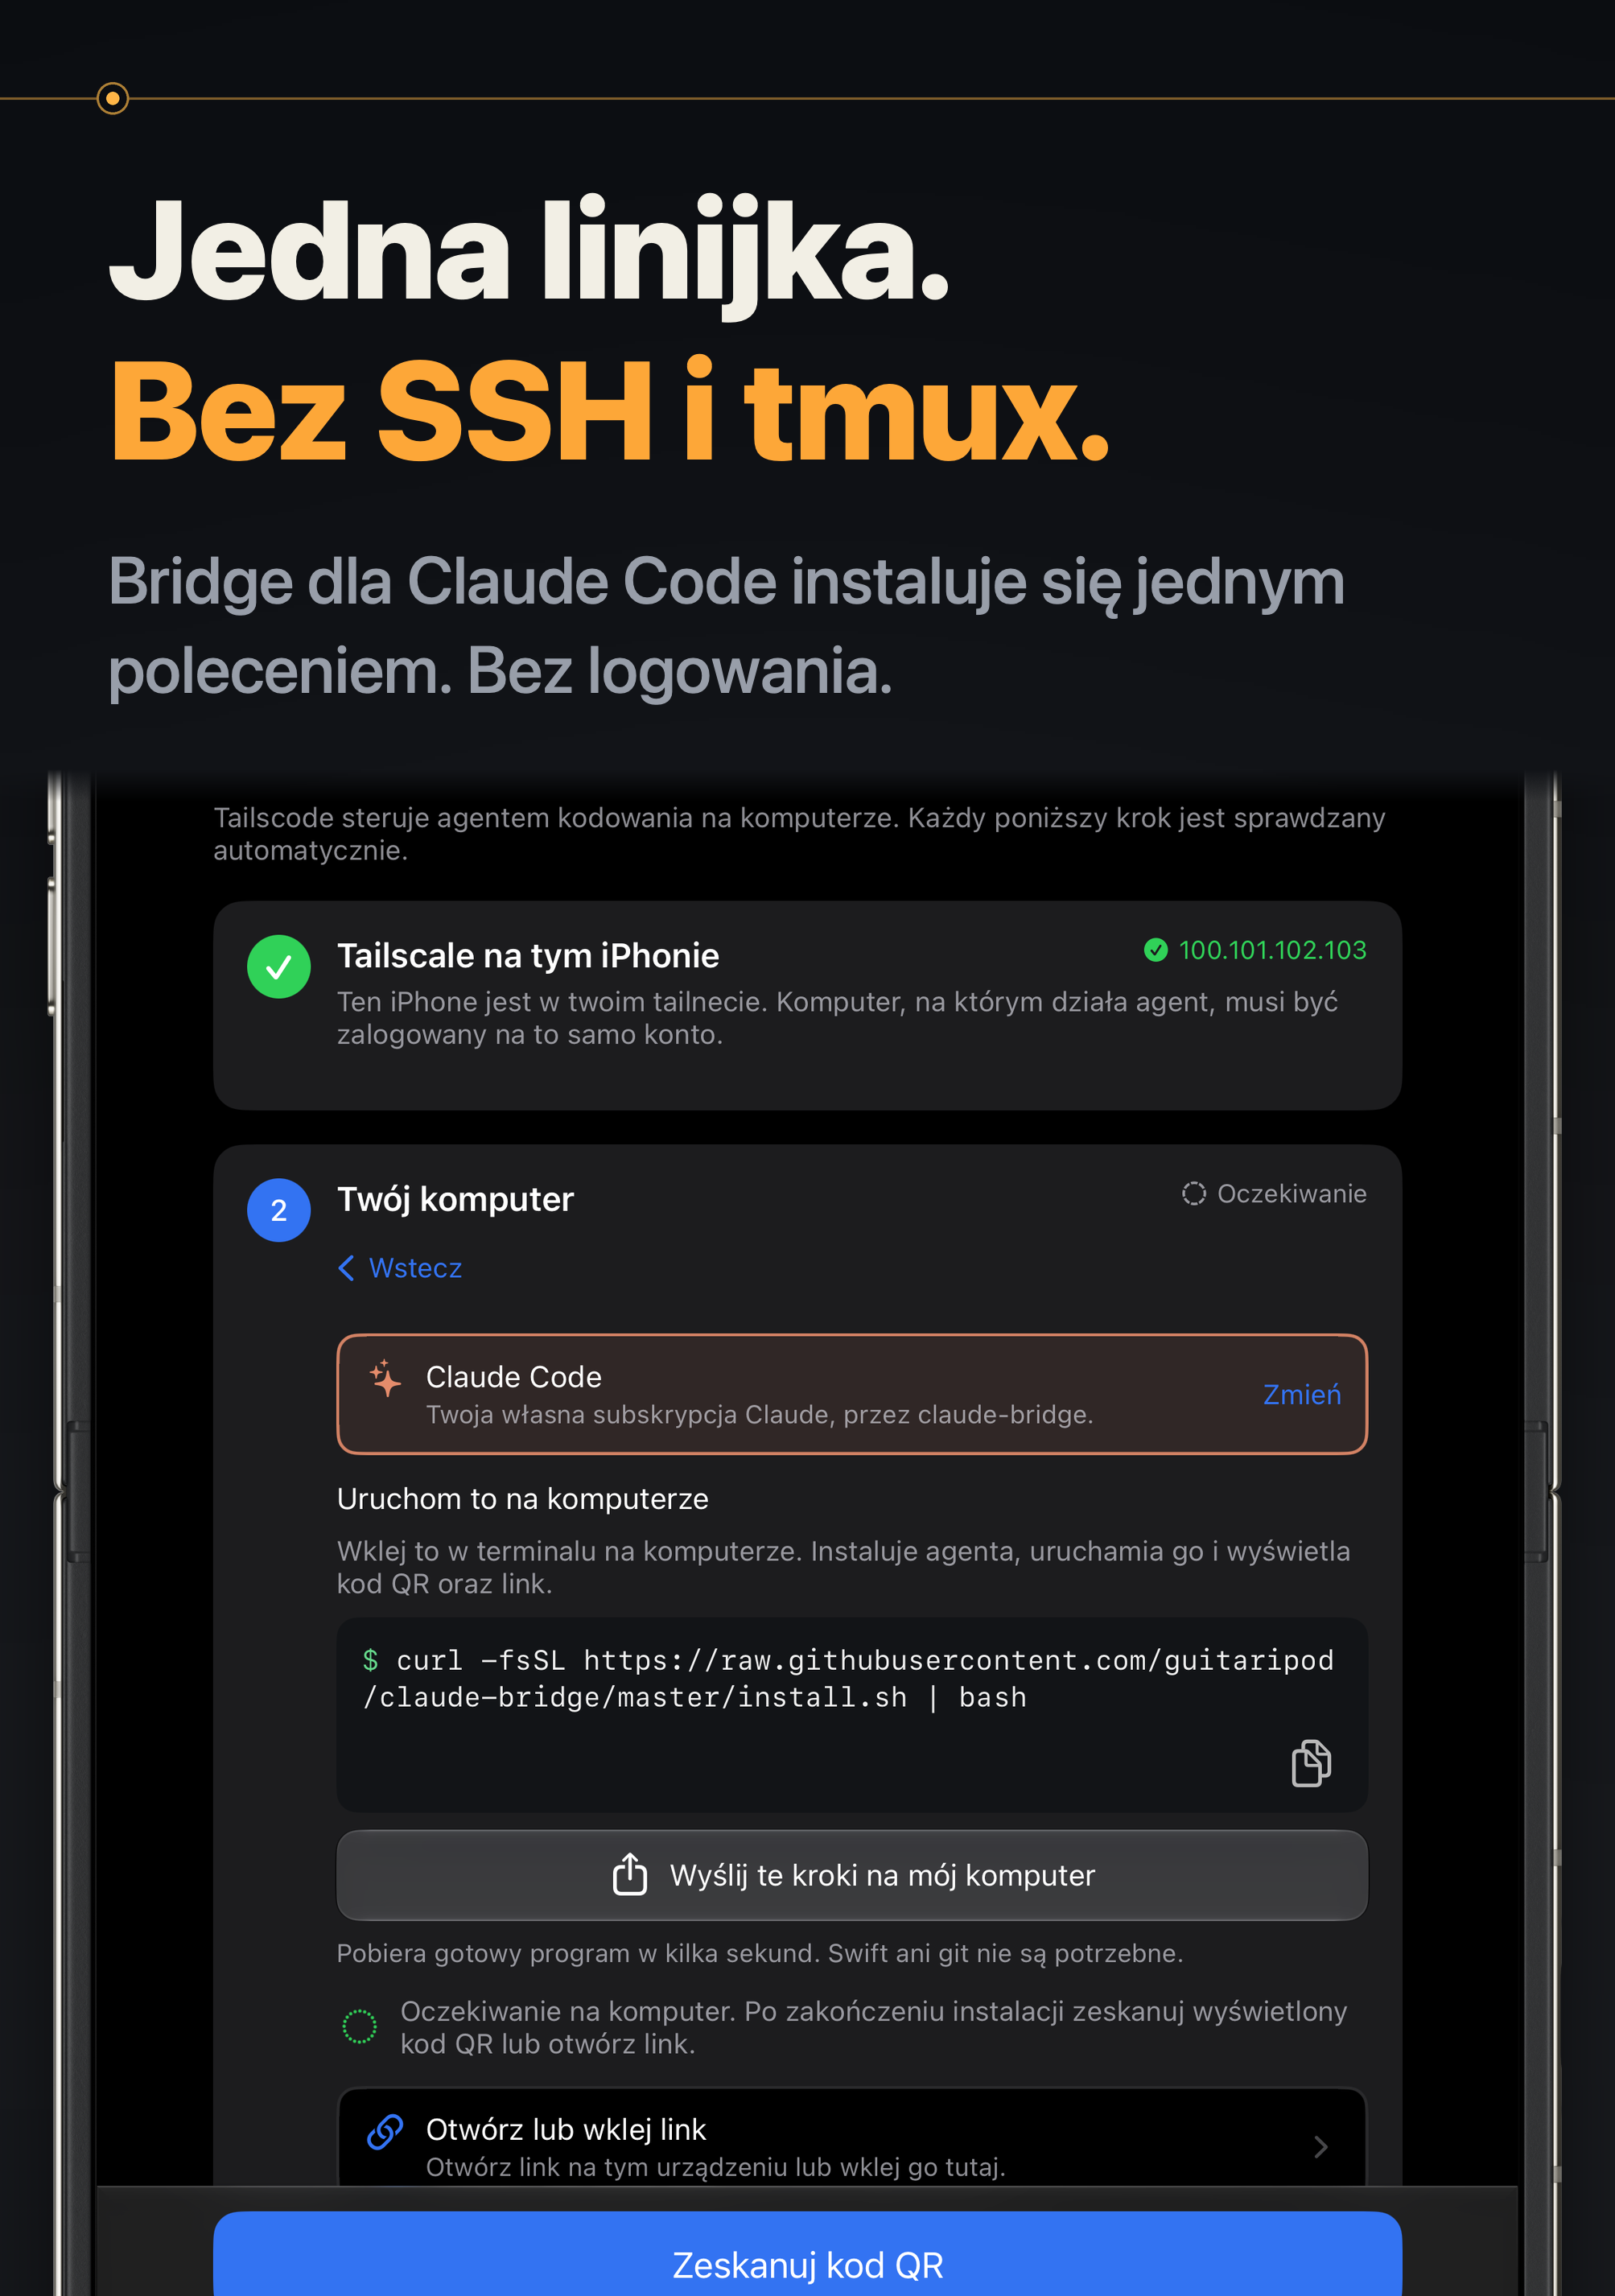 Jedna linijka.
Bez SSH i tmux.
Bridge dla Claude Code instaluje się jednym
poleceniem. Bez logowania.
Tailscode steruje agentem kodowania na komputerze. Każdy poniższy krok jest sprawdzany
automatycznie.
Tailscale na tym iPhonie
100.101.102.103
Ten iPhone jest w twoim tailnecie. Komputer, na którym działa agent, musi być
zalogowany na to samo konto.
2
Twój komputer
Oczekiwanie
Wstecz
Claude Code
Twoja własna subskrypcja Claude, przez claude-bridge.
Zmień
Uruchom to na komputerze
Wklej to w terminalu na komputerze. Instaluje agenta, uruchamia go i wyświetla
kod QR oraz link.
$ curl -fsSL https://raw.githubusercontent.com/guitaripod
/claude-bridge/master/install.sh | bash
Wyślij te kroki na mój komputer
Pobiera gotowy program w kilka sekund. Swift ani git nie są potrzebne.
Oczekiwanie na komputer. Po zakończeniu instalacji zeskanuj wyświetlony
kod QR lub otwórz link.
Otwórz lub wklej link
Otwórz link na tym urządzeniu lub wklej go tutaj.
Zeskanuj kod QR